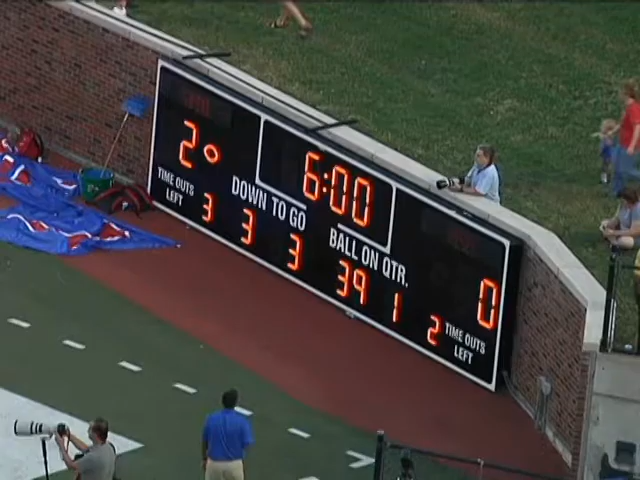 2
6:00
TIME OUTS
LEFT
3
DOWN TO GO
3 3
BALL ON QTR.
39 1
0
2
TIME OUTS
LEFT